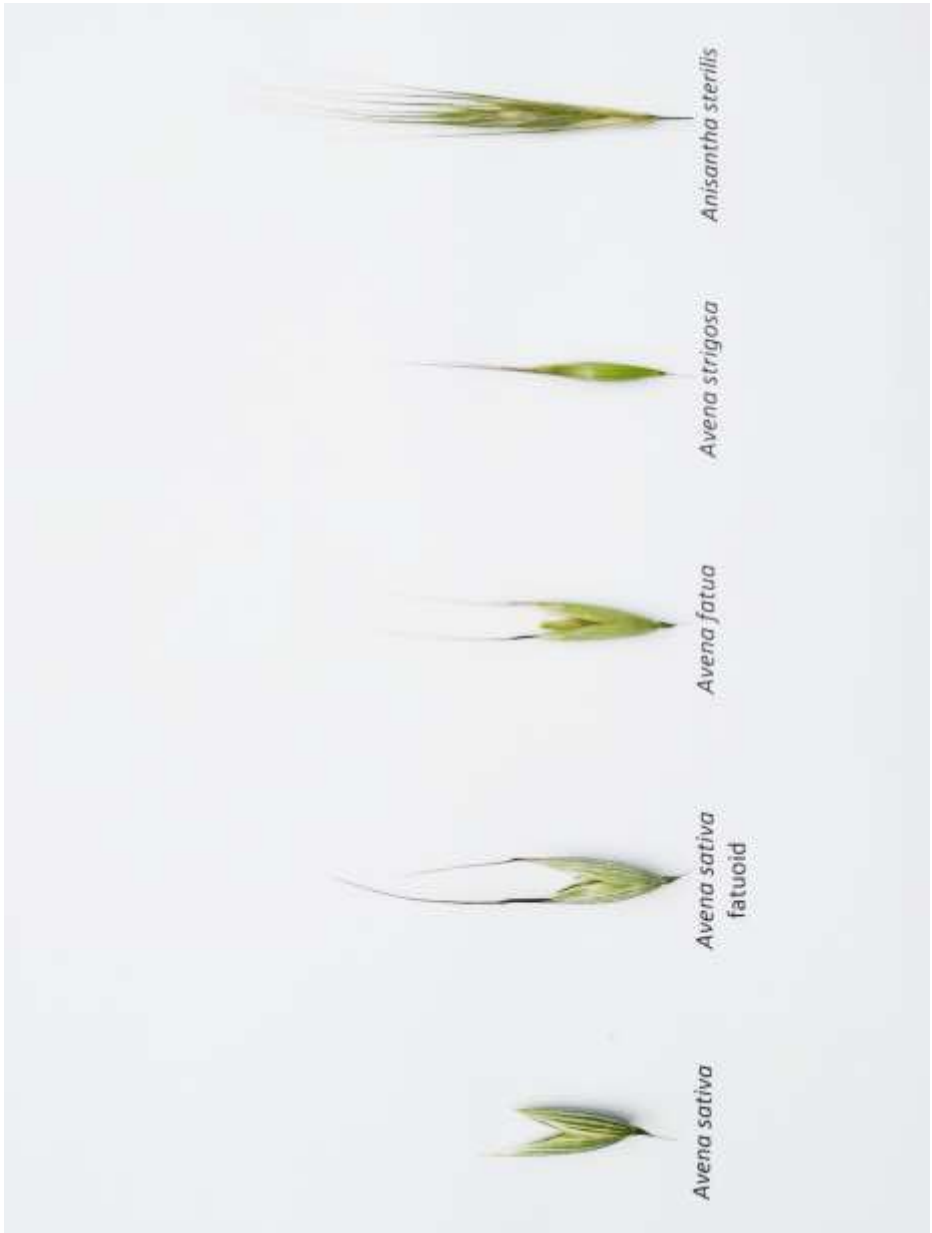 Avena sativa
Avena sativa
fatuoid
Avena fatua
Avena strigosa
Anisantha sterilis